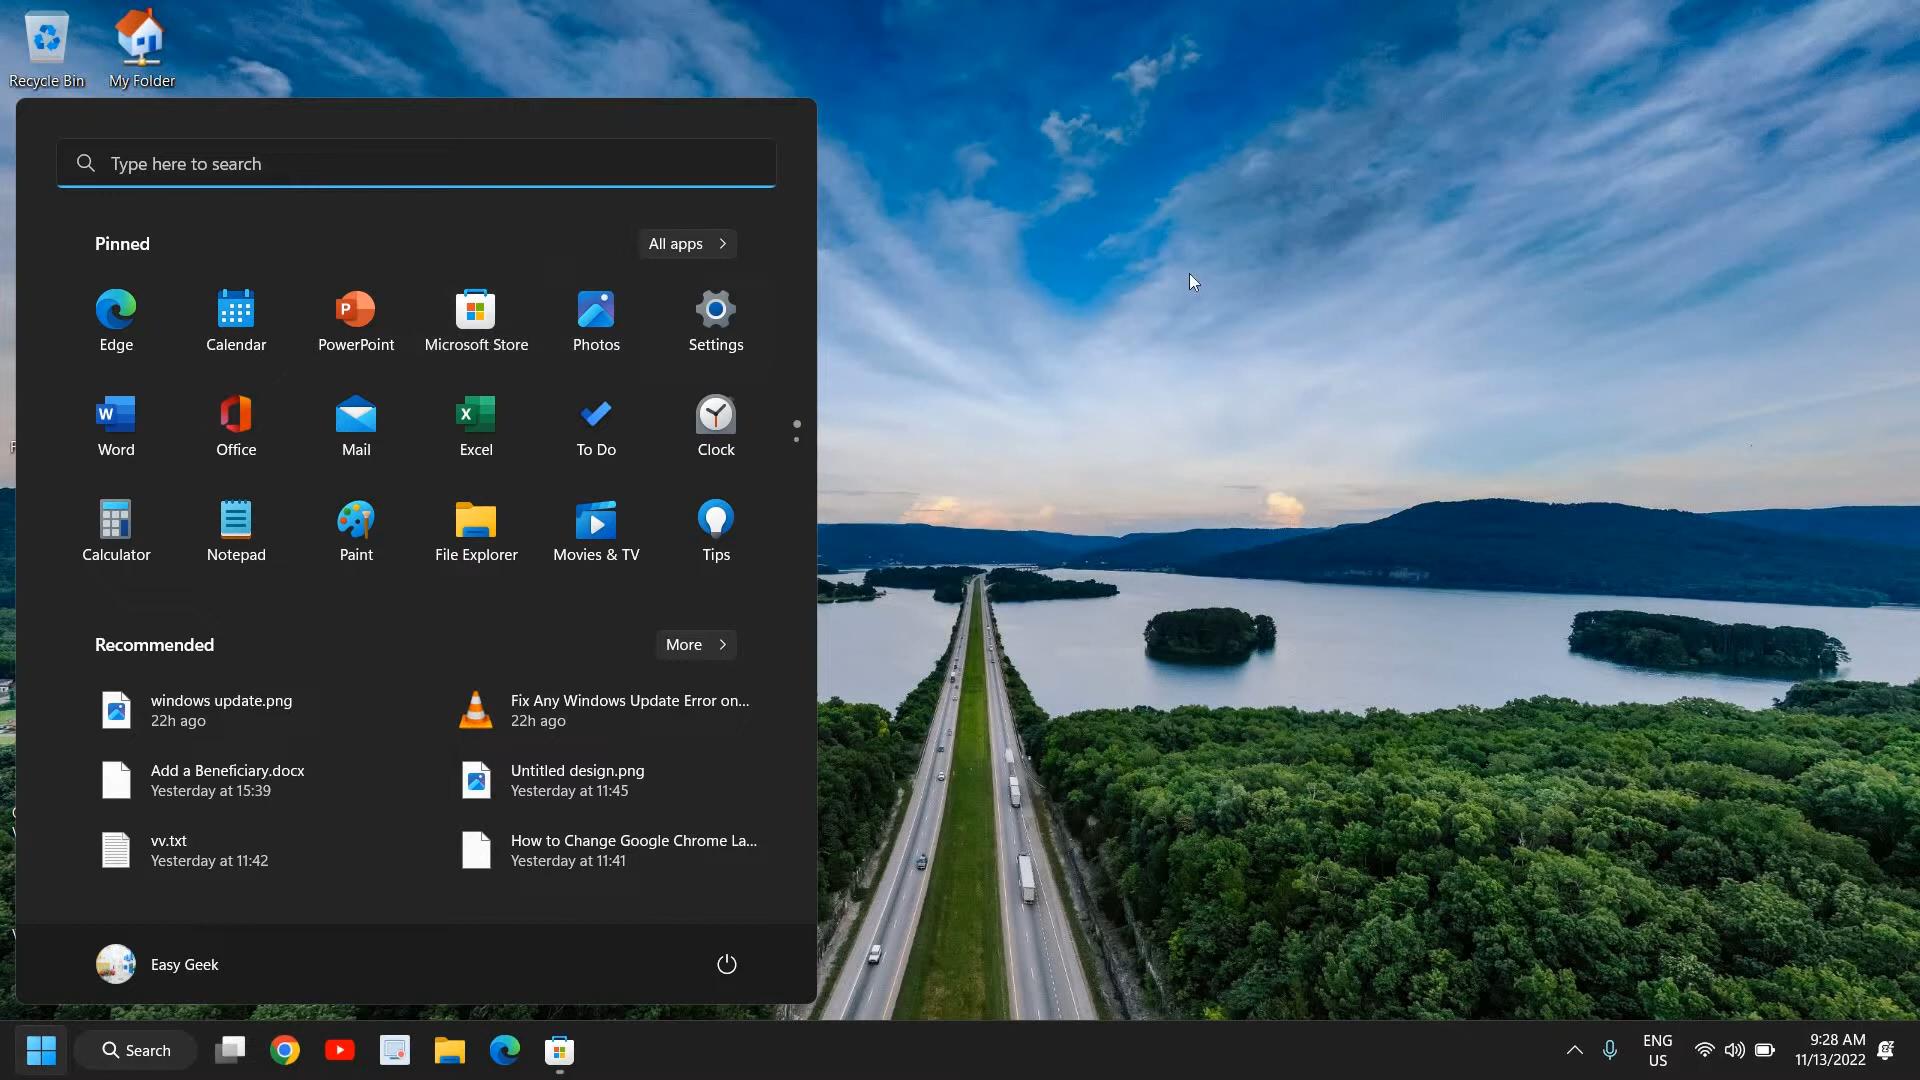 Recycle Bin
My Folder
Type here to search
Pinned
All apps
Edge
Calendar
PowerPoint
Microsoft Store
Photos
Settings
Word
Office
Mail
Excel
To Do
Clock
Calculator
Notepad
Paint
File Explorer
Movies & TV
Tips
Recommended
More
windows update.png
22h ago
Fix Any Windows Update Error on...
22h ago
Add a Beneficiary.docx
Yesterday at 15:39
Untitled design.png
Yesterday at 11:45
vv.txt
Yesterday at 11:42
How to Change Google Chrome La...
Yesterday at 11:41
Easy Geek
Search
ENG
US
9:28 AM
11/13/2022